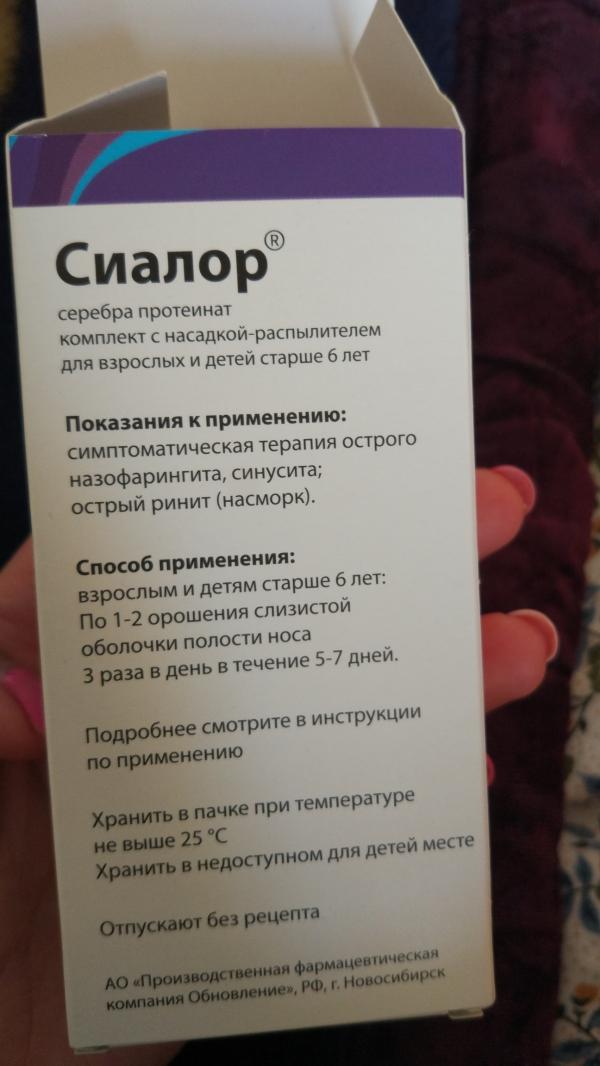 Сиалор®
серебра протеинат
комплект с насадкой-распылителем
для взрослых и детей старше 6 лет
Показания к применению:
симптоматическая терапия острого
назофарингита, синусита;
острый ринит (насморк).
Способ применения:
взрослым и детям старше 6 лет:
По 1-2 орошения слизистой
оболочки полости носа
3 раза в день в течение 5-7 дней.
Подробнее смотрите в инструкции
по применению
Хранить в пачке при температуре
не выше 25 °С
Хранить в недоступном для детей месте
Отпускают без рецепта
АО «Производственная фармацевтическая
компания Обновление», РФ, г. Новосибирск